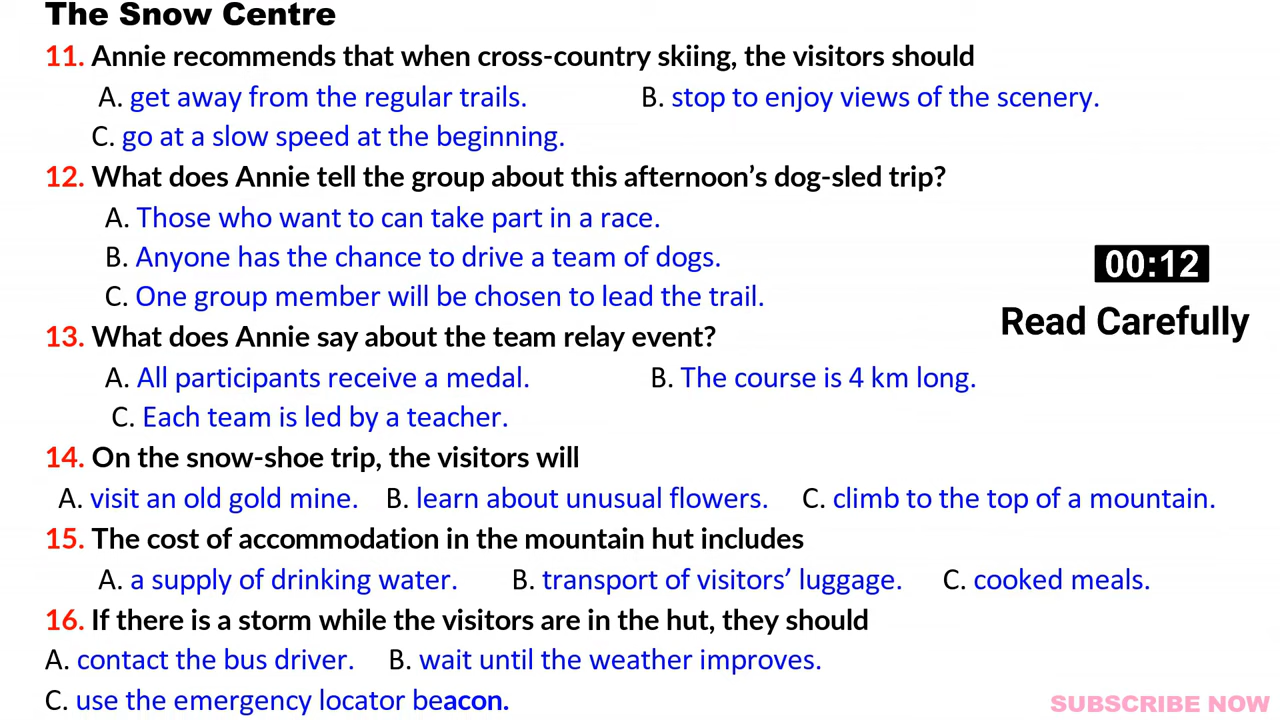 The Snow Centre
11. Annie recommends that when cross-country skiing, the visitors should
A. get away from the regular trails. B. stop to enjoy views of the scenery.
C. go at a slow speed at the beginning.
12. What does Annie tell the group about this afternoon's dog-sled trip?
A. Those who want to can take part in a race.
B. Anyone has the chance to drive a team of dogs.
00:12
C. One group member will be chosen to lead the trail.
Read Carefully
13. What does Annie say about the team relay event?
A. All participants receive a medal. B. The course is 4 km long.
C. Each team is led by a teacher.
14. On the snow-shoe trip, the visitors will
A. visit an old gold mine. B. learn about unusual flowers. C. climb to the top of a mountain.
15. The cost of accommodation in the mountain hut includes
A. a supply of drinking water. B. transport of visitors' luggage. C. cooked meals.
16. If there is a storm while the visitors are in the hut, they should
A. contact the bus driver. B. wait until the weather improves.
C. use the emergency locator beacon.
SUBSCRIBE NOW